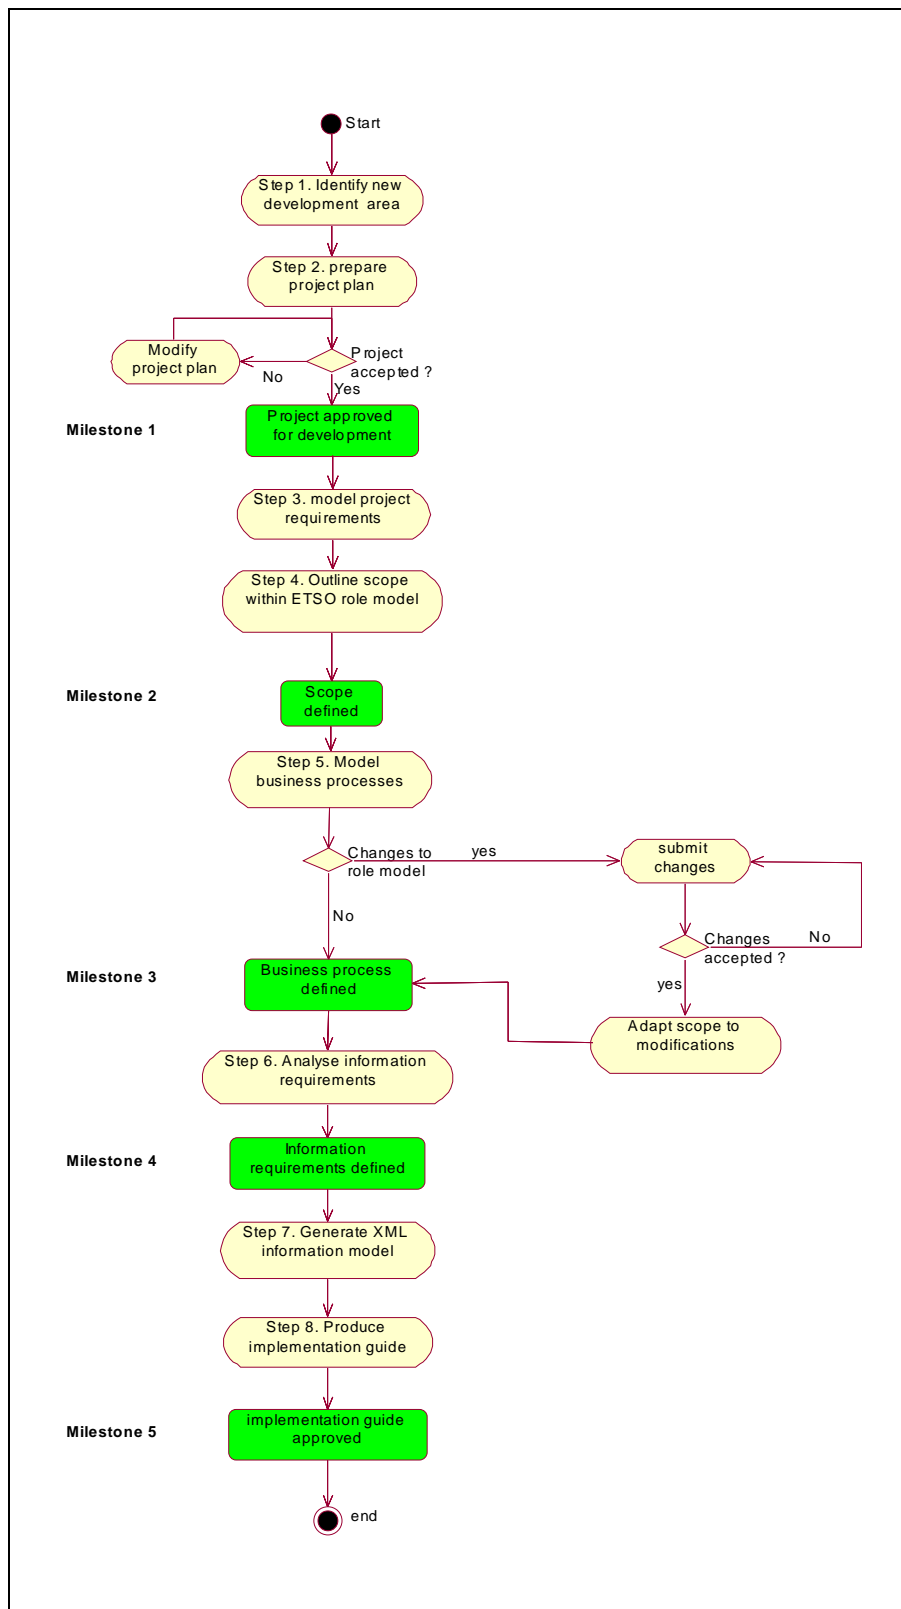 Start
Step 1. Identify new
development area
Step 2. prepare
project plan
Modify
project plan
No
Project
accepted ?
Yes
Milestone 1
Project approved
for development
Step 3. model project
requirements
Step 4. Outline scope
within ETSO role model
Milestone 2
Scope
defined
Step 5. Model
business processes
Changes to
role model
yes
submit
changes
No
Changes
accepted ?
No
yes
Milestone 3
Business process
defined
Adapt scope to
modifications
Step 6. Analyse information
requirements
Milestone 4
Information
requirements defined
Step 7. Generate XML
information model
Step 8. Produce
implementation guide
Milestone 5
implementation guide
approved
end